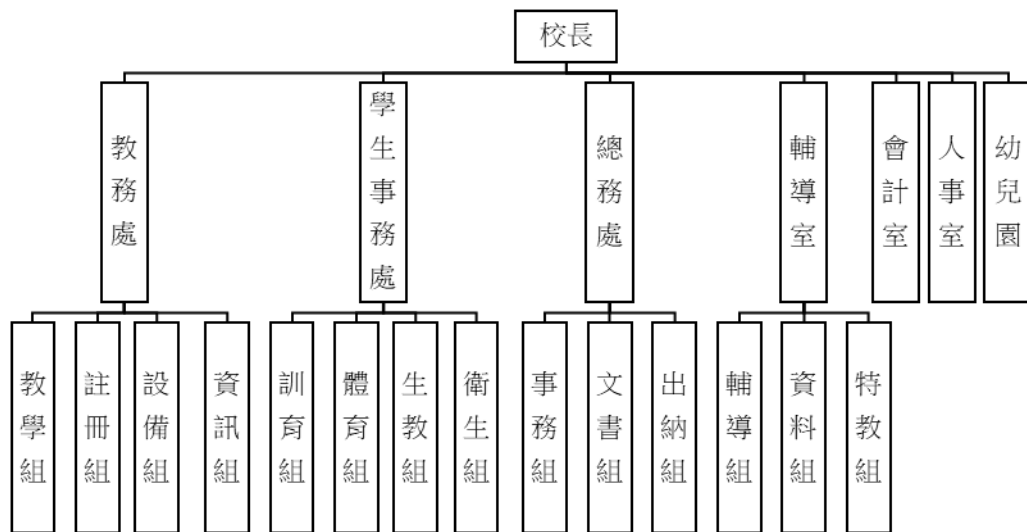 校長
教務處
學生事務處
總務處
輔導室
會計室
人事室
幼兒園
教學組
註冊組
設備組
資訊組
訓育組
體育組
生教組
衛生組
事務組
文書組
出納組
輔導組
資料組
特教組